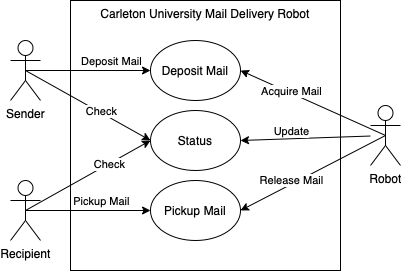 Carleton University Mail Delivery Robot
Deposit Mail
Deposit Mail
Acquire Mail
Sender
Check
Status
Update
Check
Robot
Release Mail
Pickup Mail
Pickup Mail
Recipient